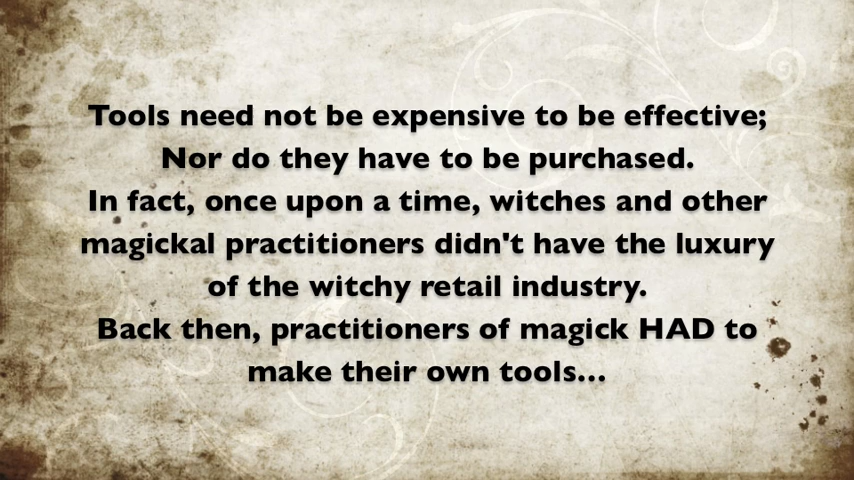 Tools need not be expensive to be effective;
Nor do they have to be purchased.
In fact, once upon a time, witches and other
magickal practitioners didn't have the luxury
of the witchy retail industry.
Back then, practitioners of magick HAD to
make their own tools...